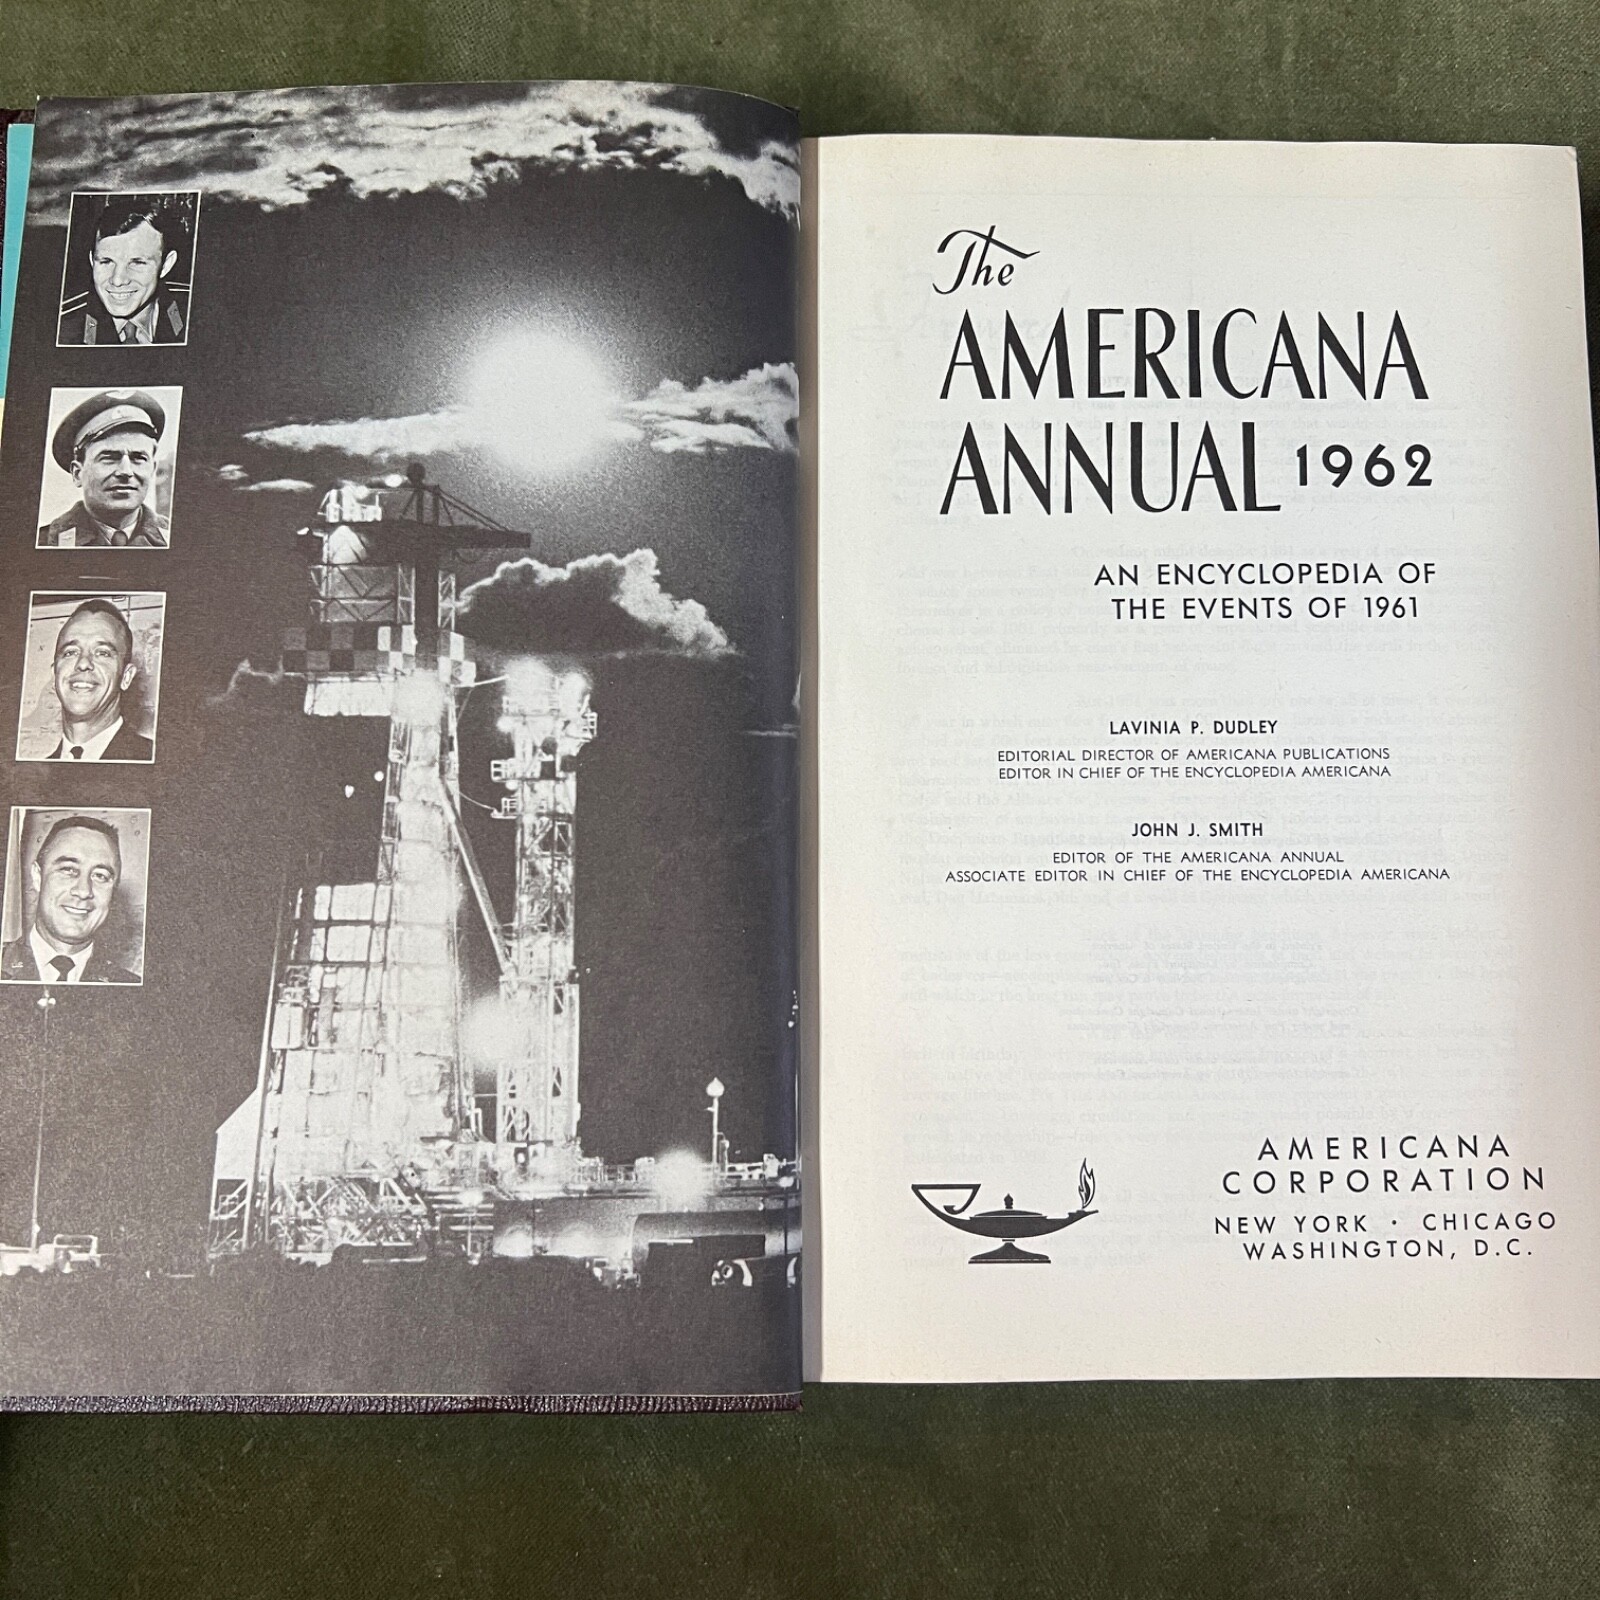 The
AMERICANA
ANNUAL 1962
AN ENCYCLOPEDIA OF
THE EVENTS OF 1961
LAVINIA P. DUDLEY
EDITORIAL DIRECTOR OF AMERICANA PUBLICATIONS
EDITOR IN CHIEF OF THE ENCYCLOPEDIA AMERICANA
JOHN J. SMITH
EDITOR OF THE AMERICANA ANNUAL
ASSOCIATE EDITOR IN CHIEF OF THE ENCYCLOPEDIA AMERICANA
AMERICANA
CORPORATION
NEW YORK · CHICAGO
WASHINGTON, D.C.